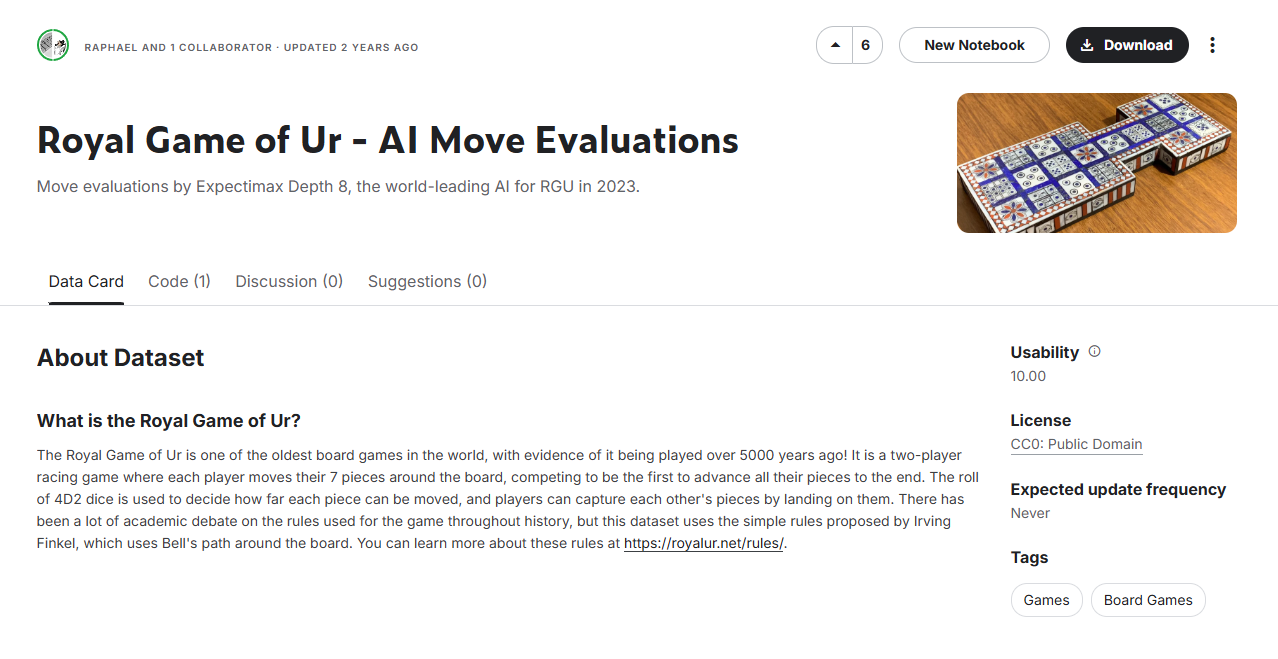 RAPHAEL AND 1 COLLABORATOR · UPDATED 2 YEARS AGO
6
New Notebook
Download
Royal Game of Ur - AI Move Evaluations
Move evaluations by Expectimax Depth 8, the world-leading AI for RGU in 2023.
Data Card
Code (1)
Discussion (0)
Suggestions (0)
About Dataset
What is the Royal Game of Ur?
The Royal Game of Ur is one of the oldest board games in the world, with evidence of it being played over 5000 years ago! It is a two-player
racing game where each player moves their 7 pieces around the board, competing to be the first to advance all their pieces to the end. The roll
of 4D2 dice is used to decide how far each piece can be moved, and players can capture each other's pieces by landing on them. There has
been a lot of academic debate on the rules used for the game throughout history, but this dataset uses the simple rules proposed by Irving
Finkel, which uses Bell's path around the board. You can learn more about these rules at https://royalur.net/rules/.
Usability
10.00
License
CC0: Public Domain
Expected update frequency
Never
Tags
Games
Board Games